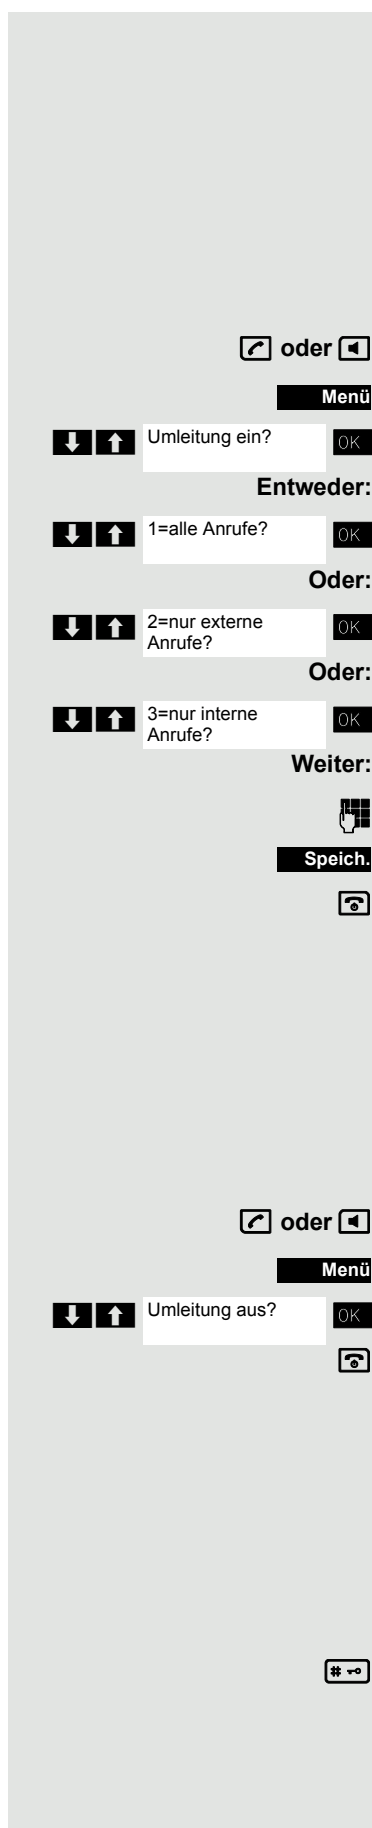 oder
Menü
Umleitung ein? OK
Entweder:
1=alle Anrufe? OK
Oder:
2=nur externe OK
Anrufe?
Oder:
3=nur interne OK
Anrufe?
Weiter:
Speich.
oder
Menü
Umleitung aus? OK
#